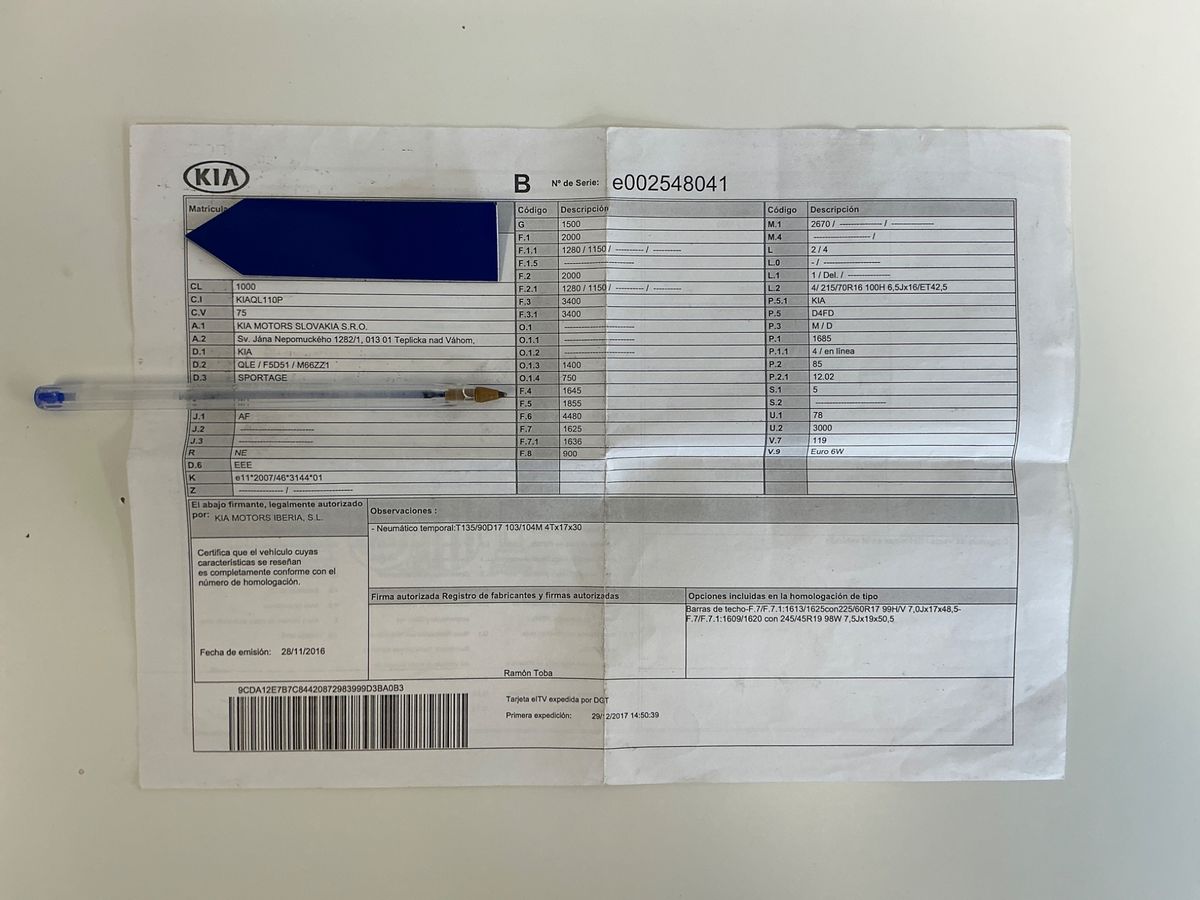 KIA
B Nº de Serie: e002548041
Matrícula
CL 1000
C.I KIAQL110P
C.V 75
A.1 KIA MOTORS SLOVAKIA S.R.O.
A.2 Sv. Jána Nepomuckého 1282/1, 013 01 Teplicka nad Váhom,
D.1 KIA
D.2 QLE / F5D51 / M66ZZ1
D.3 SPORTAGE
J.1 AF
J.2 ---------------------
J.3 ---------------------
R NE
D.6 EEE
K e11*2007/46*3144*01
Z ------------- / -----------------
Código Descripción
G 1500
F.1 2000
F.1.1 1280 / 1150 / ---------- / ----------
F.1.5 ---------------------
F.2 2000
F.2.1 1280 / 1150 / ---------- / ----------
F.3 3400
F.3.1 3400
O.1 ---------------------
O.1.1 ---------------------
O.1.2 ---------------------
O.1.3 1400
O.1.4 750
F.4 1645
F.5 1855
F.6 4480
F.7 1625
F.7.1 1636
F.8 900
Código Descripción
M.1 2670 / --------------- / ---------------
M.4 -------------------- /
L 2 / 4
L.0 - / ---------------------
L.1 1 / Del. / ---------------
L.2 4/ 215/70R16 100H 6,5Jx16/ET42,5
P.5.1 KIA
P.5 D4FD
P.3 M / D
P.1 1685
P.1.1 4 / en línea
P.2 85
P.2.1 12.02
S.1 5
S.2 ---------------------
U.1 78
U.2 3000
V.7 119
V.9 Euro 6W
El abajo firmante, legalmente autorizado
por: KIA MOTORS IBERIA, S.L.
Certifica que el vehículo cuyas
características se reseñan
es completamente conforme con el
número de homologación.
Fecha de emisión: 28/11/2016
Observaciones :
- Neumático temporal:T135/90D17 103/104M 4Tx17x30
Firma autorizada Registro de fabricantes y firmas autorizadas
Ramón Toba
Opciones incluidas en la homologación de tipo
Barras de techo-F.7/F.7.1:1613/1625con225/60R17 99H/V 7,0Jx17x48,5-
F.7/F.7.1:1609/1620 con 245/45R19 98W 7,5Jx19x50,5
9CDA12E7B7C84420872983999D3BA0B3
Tarjeta eITV expedida por DGT
Primera expedición: 29/12/2017 14:50:39